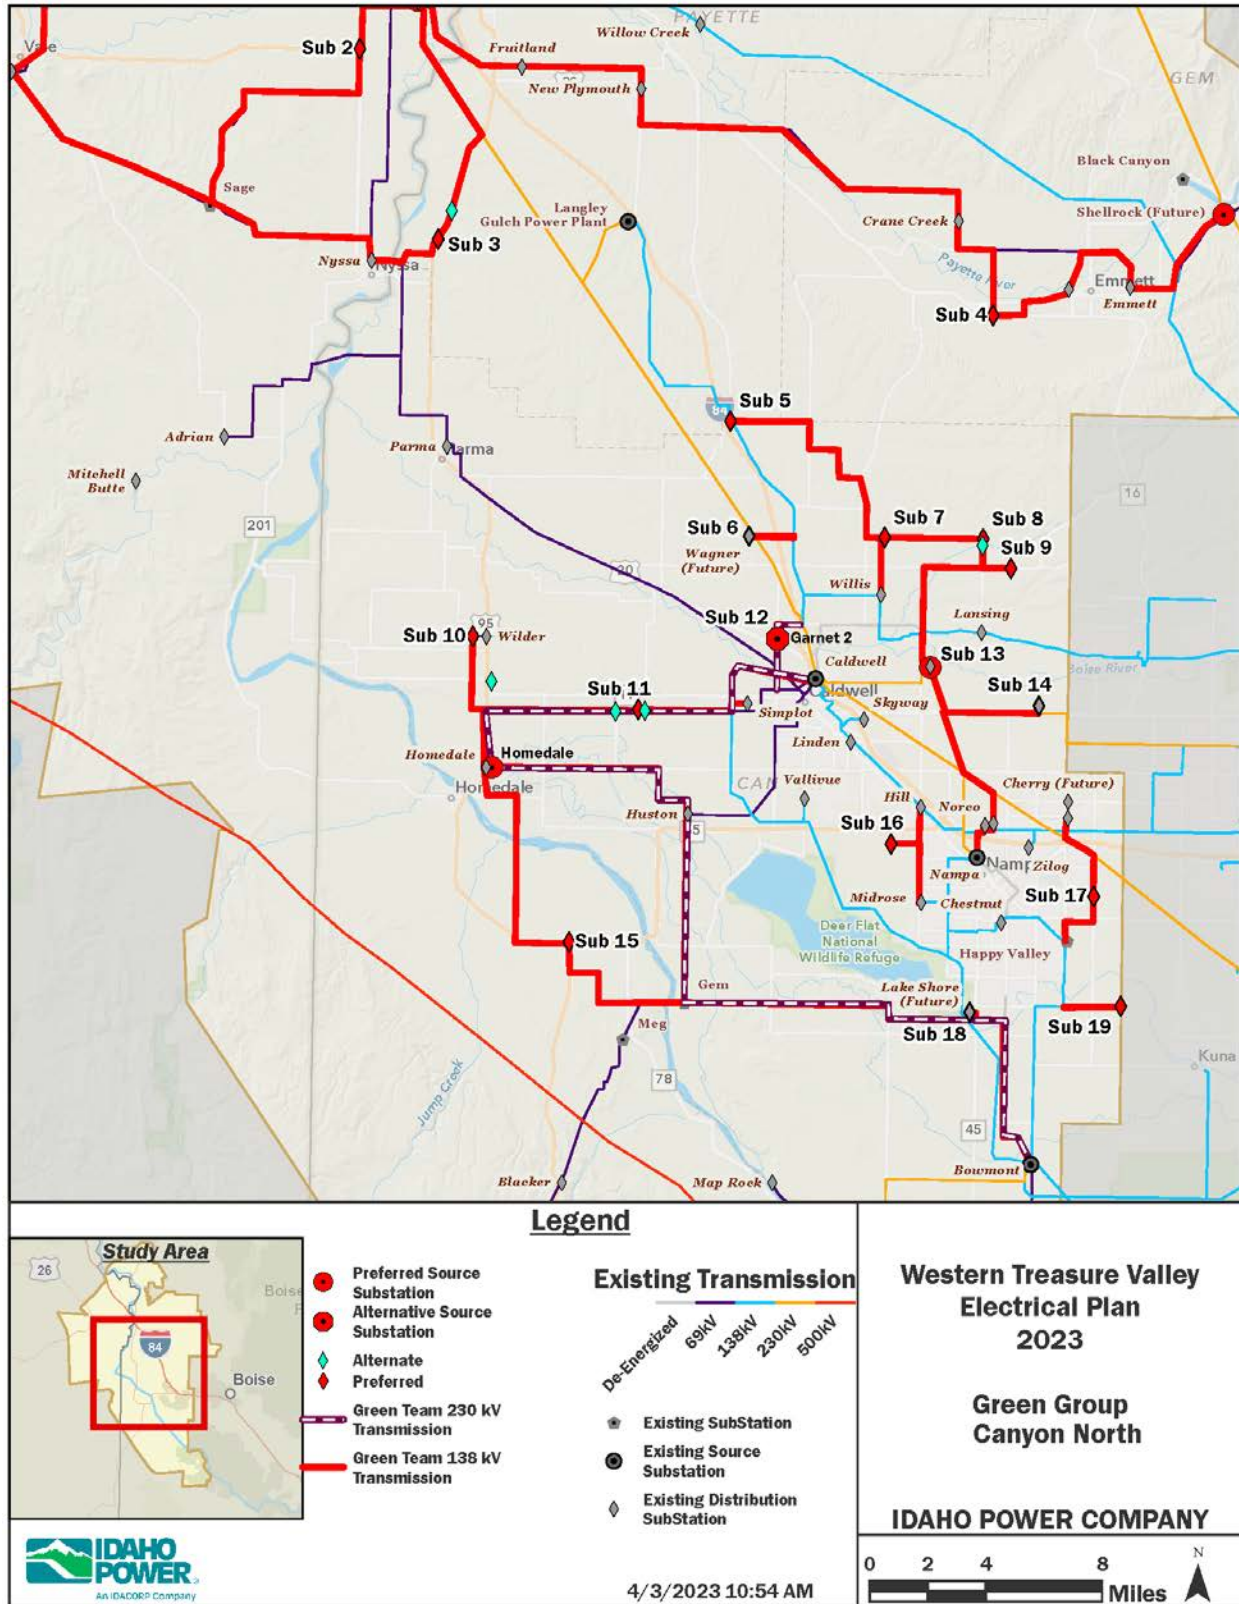 PAYETTE
Willow Creek
Vale
Sub 2
Fruitland
New Plymouth
GEM
Black Canyon
Sage
Langley
Gulch Power Plant
Crane Creek
Shellrock (Future)
Sub 3
Nyssa
Nyssa
Payette River
Emmett
Emmett
Sub 4
84
Sub 5
Adrian
Parma
Parma
Mitchell
Butte
201
16
Sub 6
Wagner
(Future)
Sub 7
Sub 8
Sub 9
20
Willis
Lansing
Sub 12
Garnet 2
95
Sub 10
Wilder
Caldwell
Sub 13
Boise River
Caldwell
Sub 11
Simplot
Skyway
Sub 14
Linden
Homedale
Homedale
Homedale
CAN
Vallivue
Hill
Cherry (Future)
Norco
Huston
Sub 16
Nampa
Zilog
Midrose
Chestnut
Sub 17
Deer Flat
National
Wildlife Refuge
Sub 15
Happy Valley
Gem
Lake Shore
(Future)
Meg
Sub 18
Sub 19
78
Kuna
Jump Creek
45
Bowmont
Blacker
Map Rock
Legend
Study Area
26
84
Boise
Preferred Source
Substation
Alternative Source
Substation
Alternate
Preferred
Green Team 230 kV
Transmission
Green Team 138 kV
Transmission
Existing Transmission
De-Energized
69kV
138kV
230kV
500kV
Existing SubStation
Existing Source
Substation
Existing Distribution
SubStation
4/3/2023 10:54 AM
Western Treasure Valley
Electrical Plan
2023
Green Group
Canyon North
IDAHO POWER COMPANY
0 2 4 8
Miles
N
IDAHO
POWER
An IDACORP Company